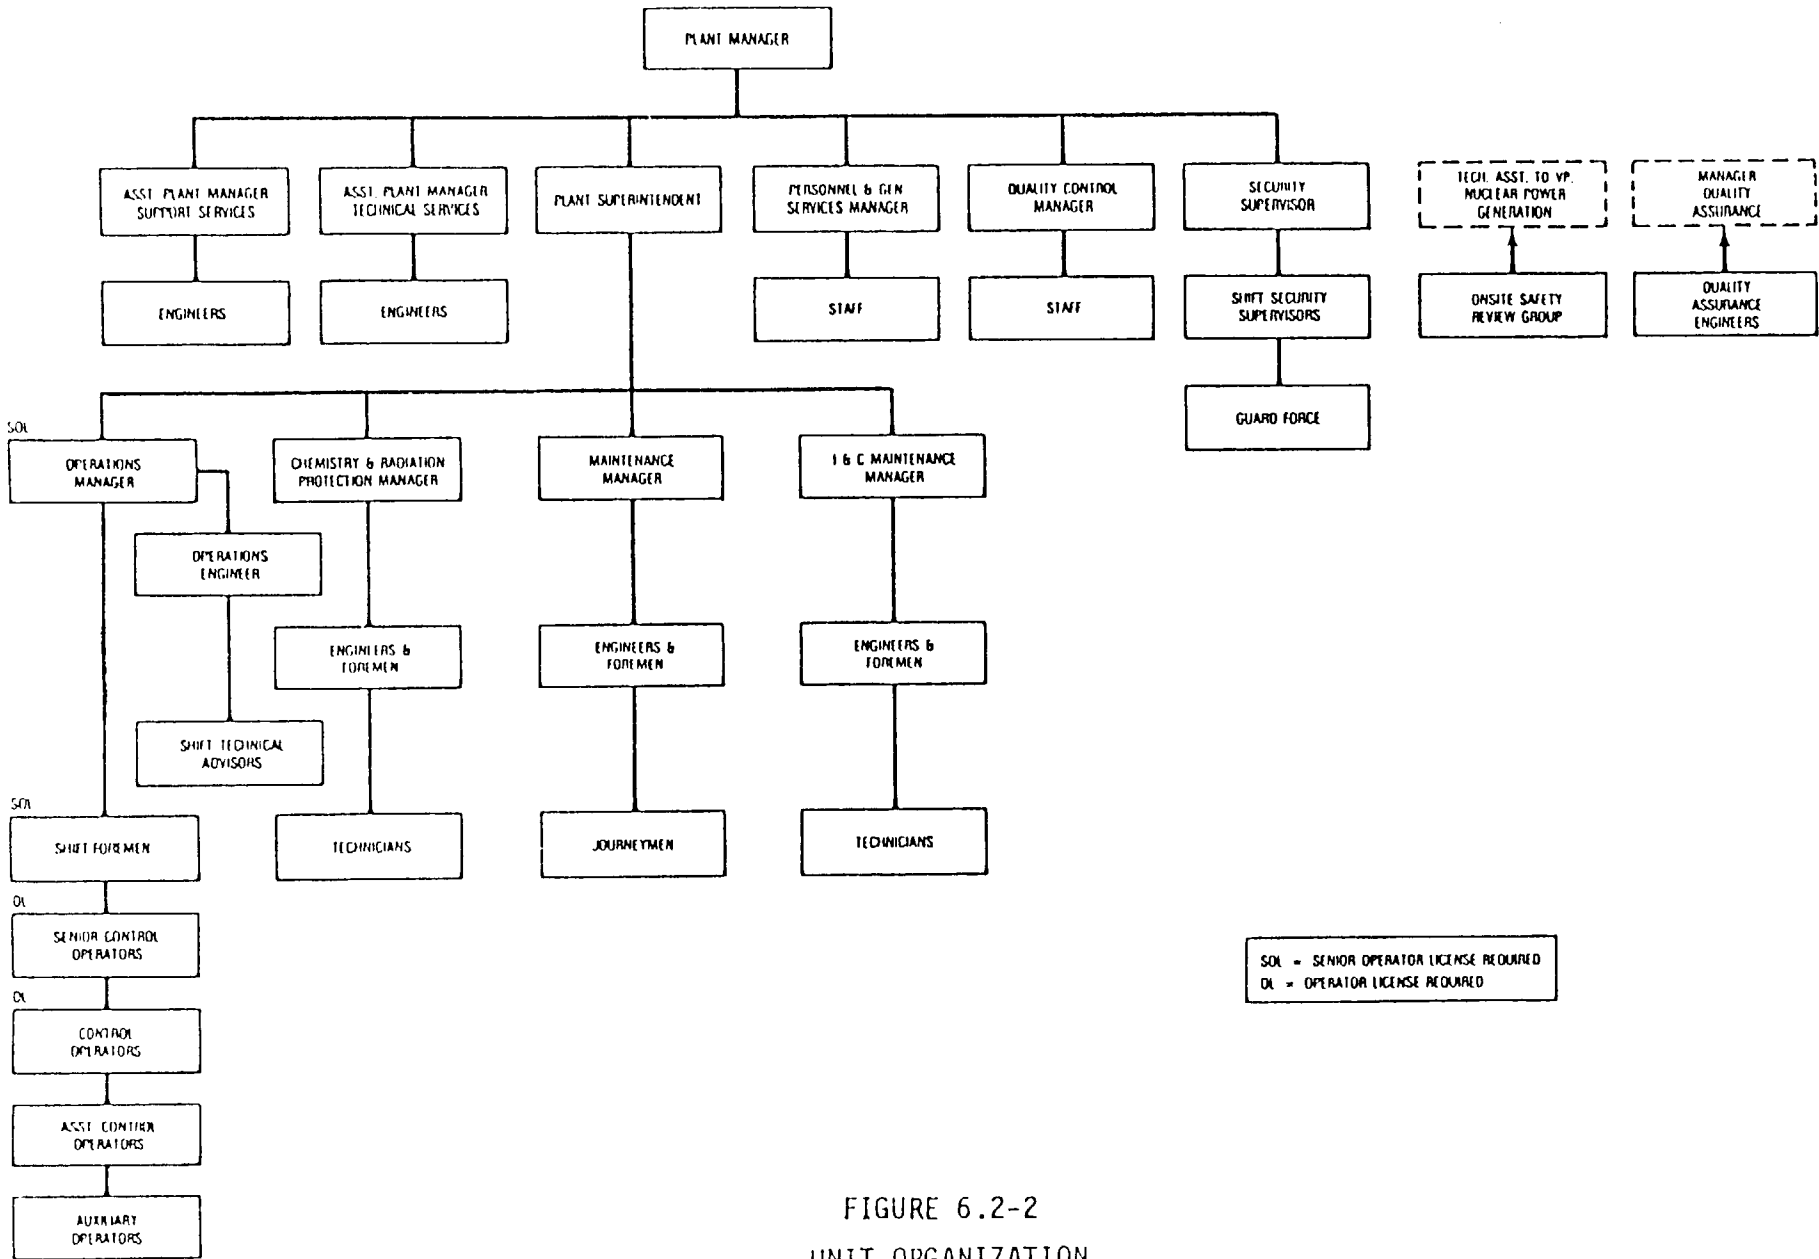 PLANT MANAGER
ASST. PLANT MANAGER
SUPPORT SERVICES
ASST. PLANT MANAGER
TECHNICAL SERVICES
PLANT SUPERINTENDENT
PERSONNEL & GEN
SERVICES MANAGER
QUALITY CONTROL
MANAGER
SECURITY
SUPERVISOR
TECH. ASST. TO VP.
NUCLEAR POWER
GENERATION
MANAGER
QUALITY
ASSURANCE
ENGINEERS
ENGINEERS
STAFF
STAFF
SHIFT SECURITY
SUPERVISORS
ONSITE SAFETY
REVIEW GROUP
QUALITY
ASSURANCE
ENGINEERS
GUARD FORCE
SOL
OPERATIONS
MANAGER
CHEMISTRY & RADIATION
PROTECTION MANAGER
MAINTENANCE
MANAGER
I & C MAINTENANCE
MANAGER
OPERATIONS
ENGINEER
ENGINEERS &
FOREMEN
ENGINEERS &
FOREMEN
ENGINEERS &
FOREMEN
SHIFT TECHNICAL
ADVISORS
SOL
SHIFT FOREMEN
TECHNICIANS
JOURNEYMEN
TECHNICIANS
OL
SENIOR CONTROL
OPERATORS
OL
CONTROL
OPERATORS
ASST CONTROL
OPERATORS
AUXILIARY
OPERATORS
SOL = SENIOR OPERATOR LICENSE REQUIRED
OL = OPERATOR LICENSE REQUIRED
FIGURE 6.2-2
UNIT ORGANIZATION